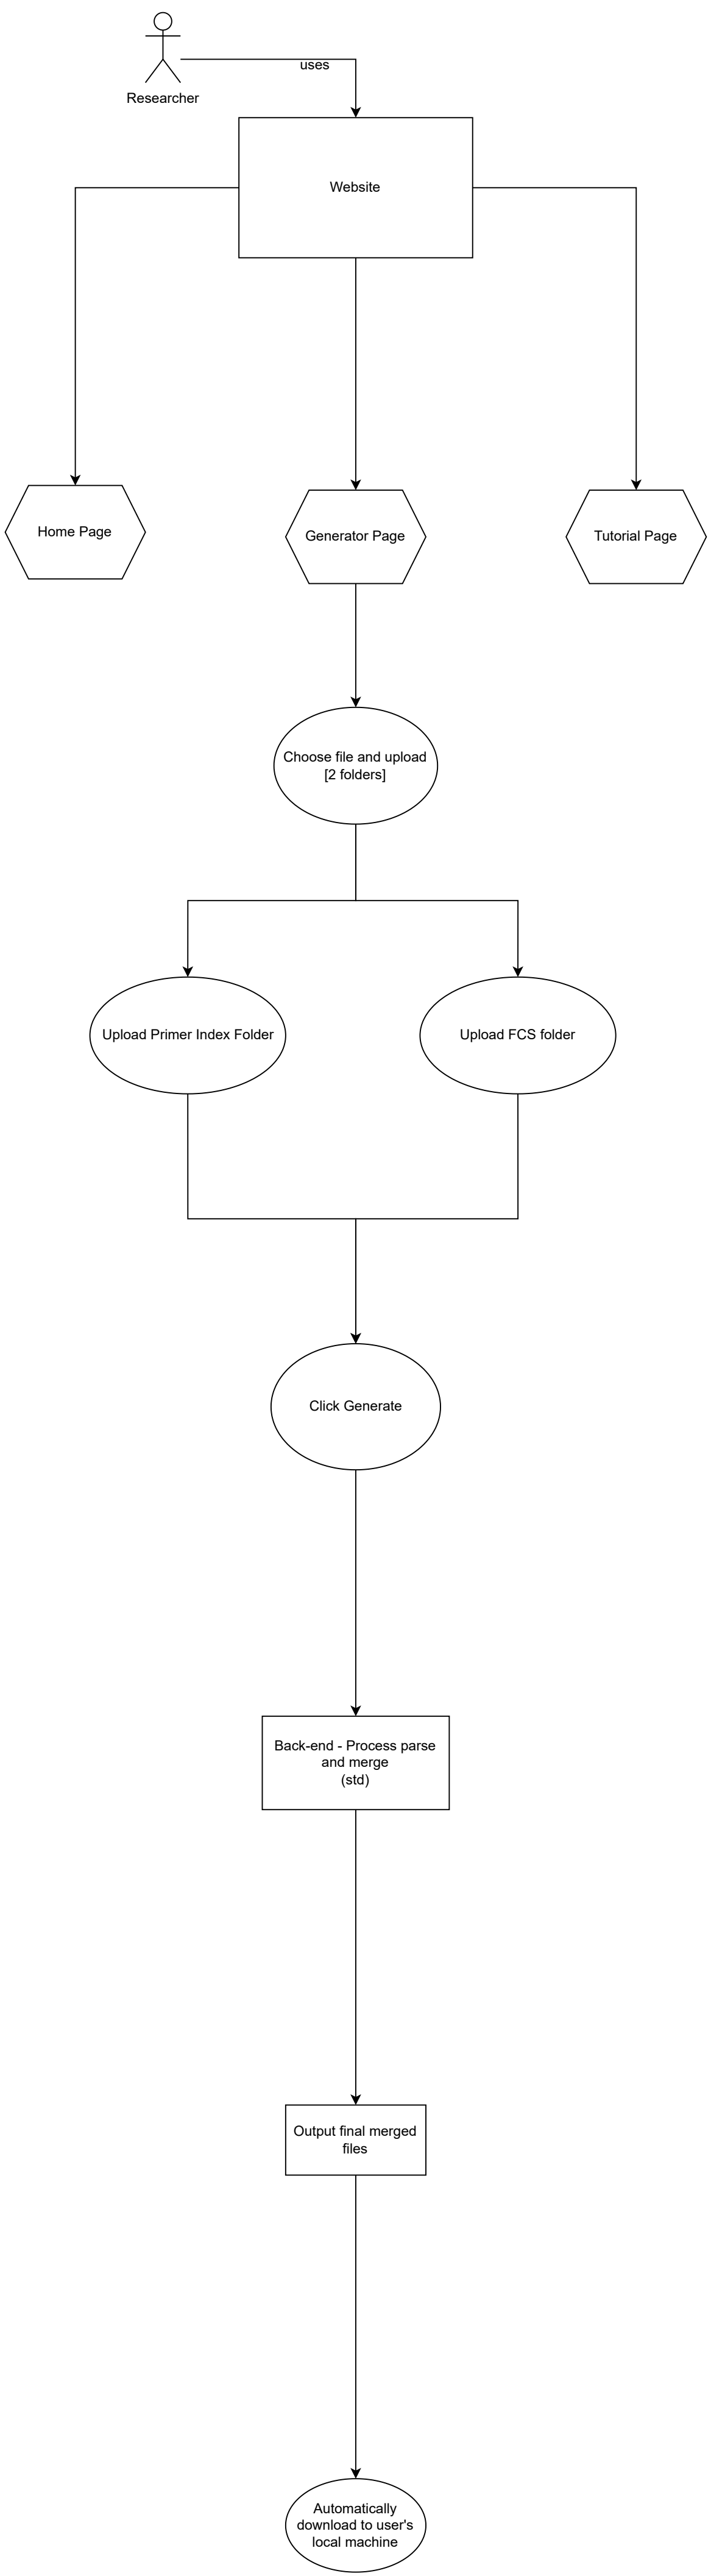 uses
Researcher
Website
Home Page
Generator Page
Tutorial Page
Choose file and upload
[2 folders]
Upload Primer Index Folder
Upload FCS folder
Click Generate
Back-end - Process parse
and merge
(std)
Output final merged
files
Automatically
download to user's
local machine